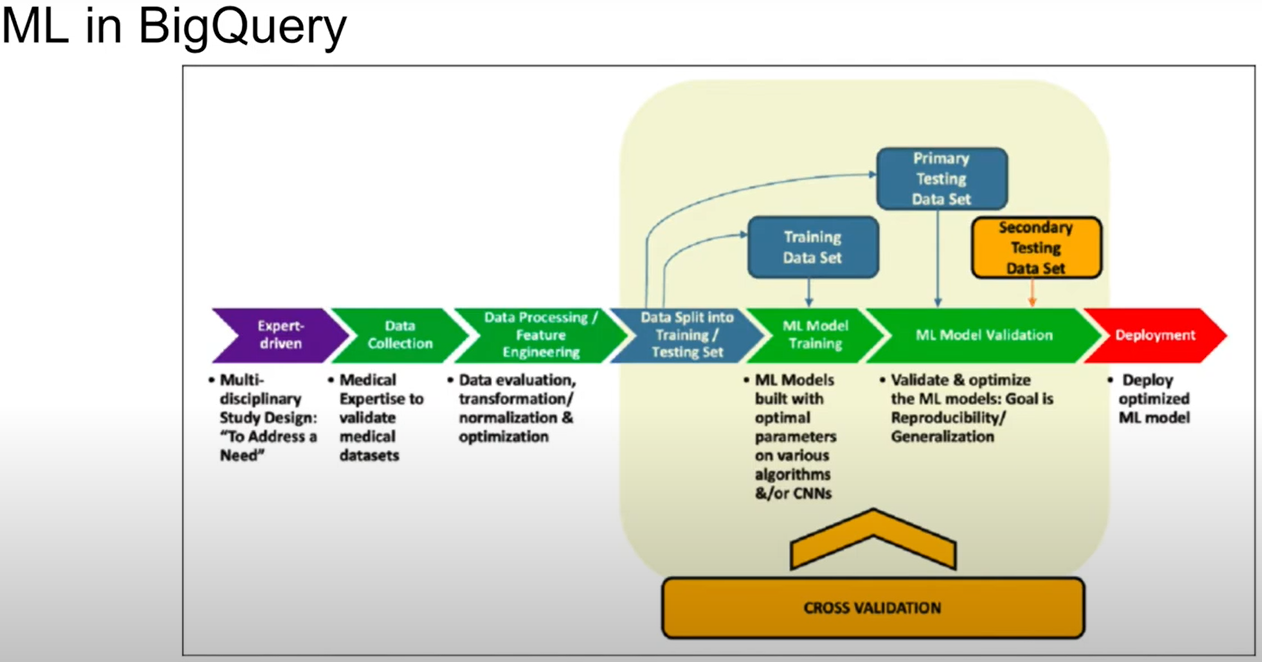 ML in BigQuery
Primary
Testing
Data Set
Training
Data Set
Secondary
Testing
Data Set
Expert-
driven
Data
Collection
Data Processing /
Feature
Engineering
Data Split into
Training /
Testing Set
ML Model
Training
ML Model Validation
Deployment
• Multi-
disciplinary
Study Design:
"To Address a
Need"
• Medical
Expertise to
validate
medical
datasets
• Data evaluation,
transformation/
normalization &
optimization
• ML Models
built with
optimal
parameters
on various
algorithms
&/or CNNs
• Validate & optimize
the ML models: Goal is
Reproducibility/
Generalization
• Deploy
optimized
ML model
CROSS VALIDATION